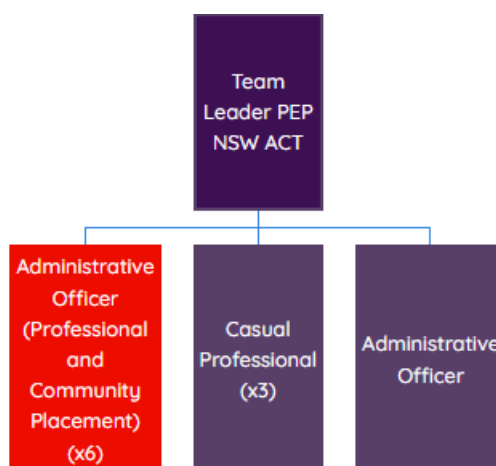 Team
Leader PEP
NSW ACT
Administrative
Officer
(Professional
and
Community
Placement)
(x6)
Casual
Professional
(x3)
Administrative
Officer